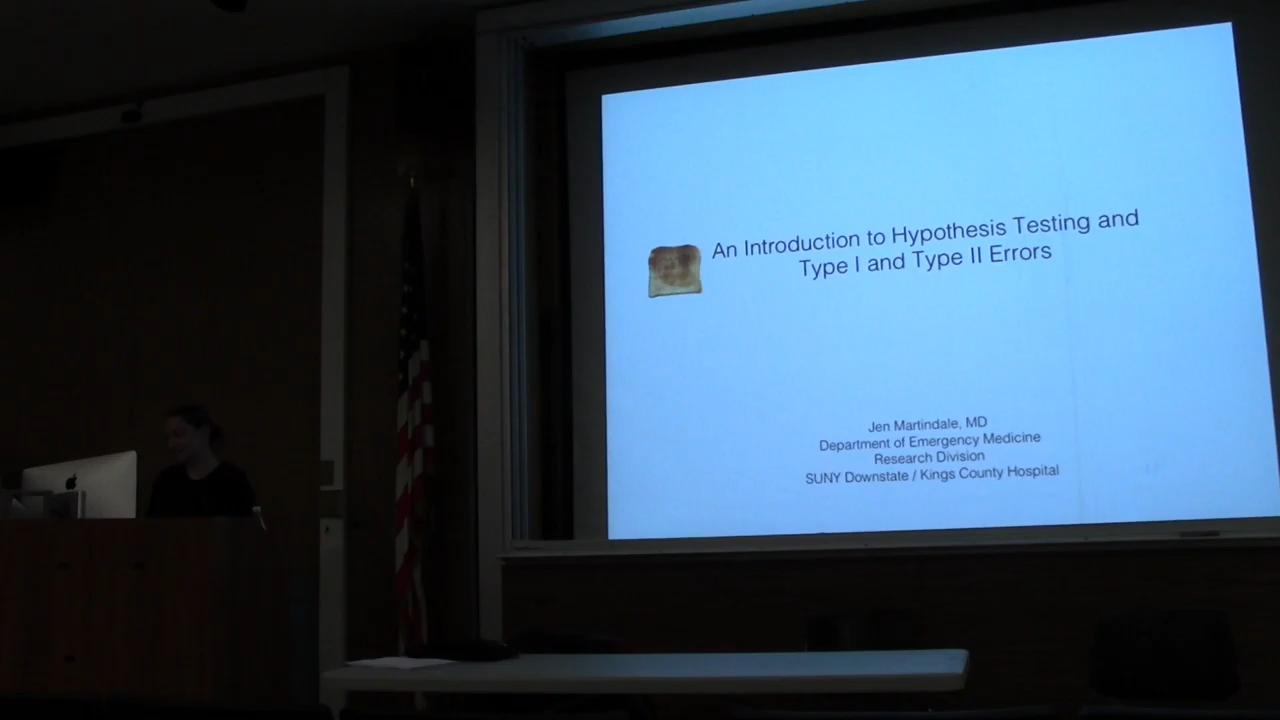 An Introduction to Hypothesis Testing and
Type I and Type II Errors
Jen Martindale, MD
Department of Emergency Medicine
Research Division
SUNY Downstate / Kings County Hospital